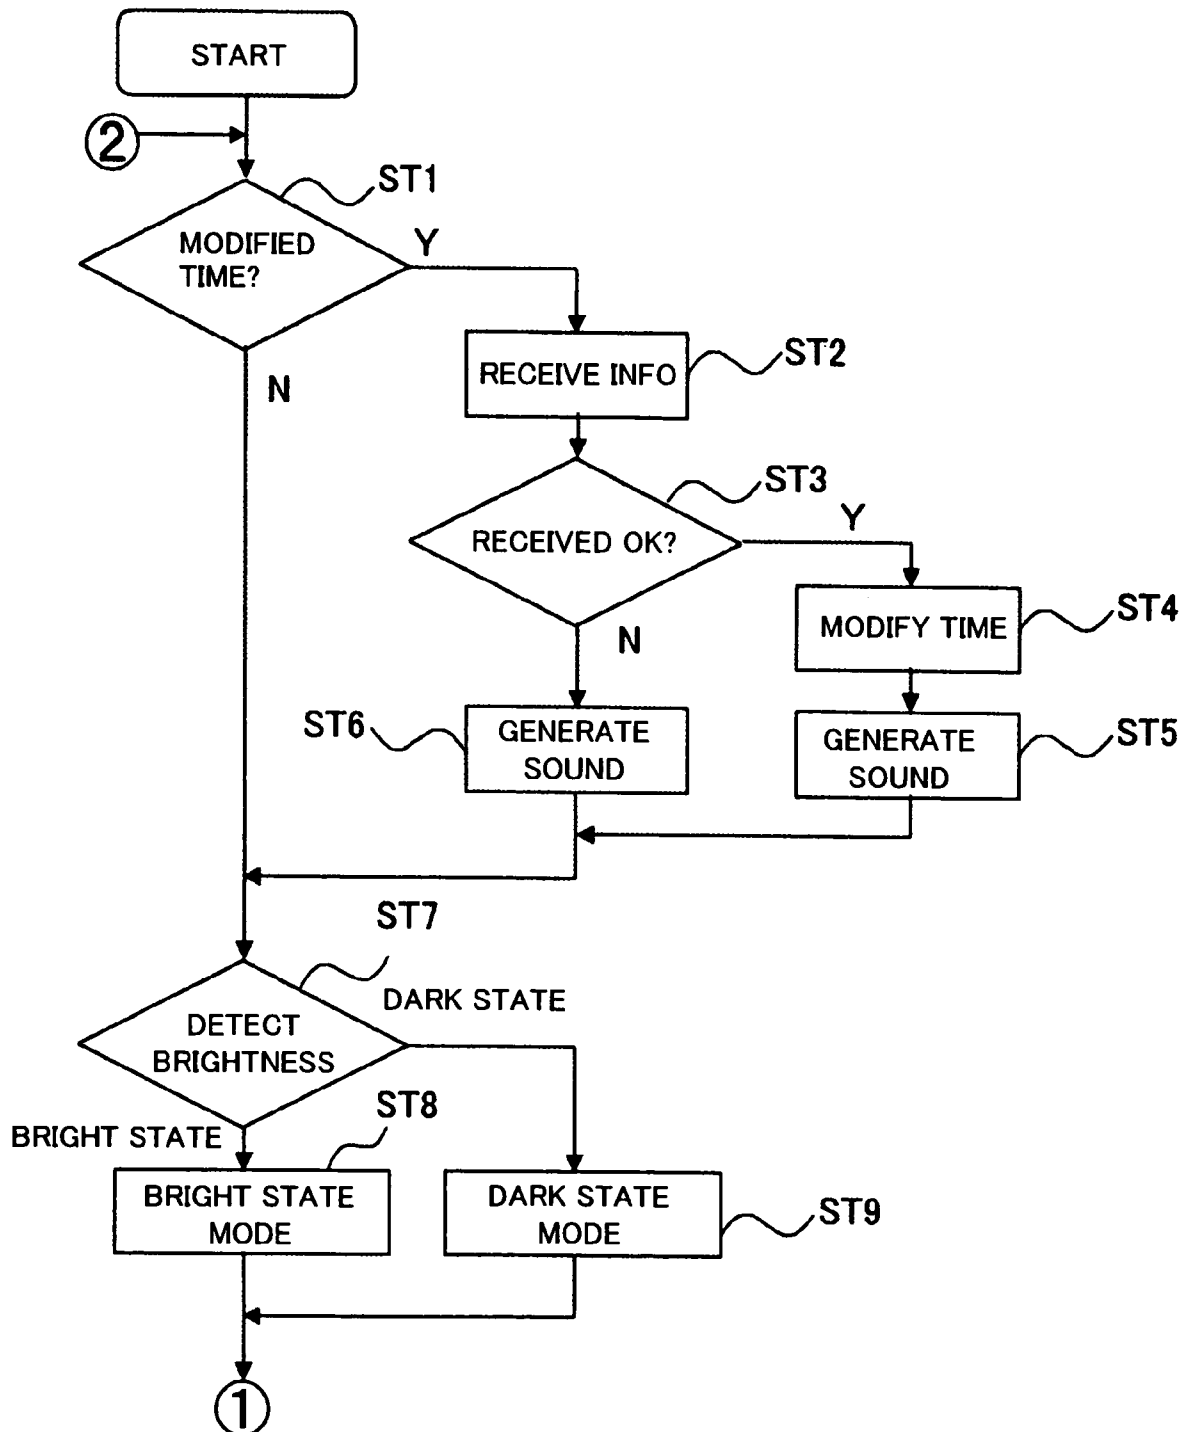 START
2
ST1
MODIFIED
TIME?
Y
N
RECEIVE INFO
ST2
ST3
RECEIVED OK?
Y
N
MODIFY TIME
ST4
ST6
GENERATE
SOUND
GENERATE
SOUND
ST5
ST7
DARK STATE
DETECT
BRIGHTNESS
BRIGHT STATE
ST8
BRIGHT STATE
MODE
DARK STATE
MODE
ST9
1